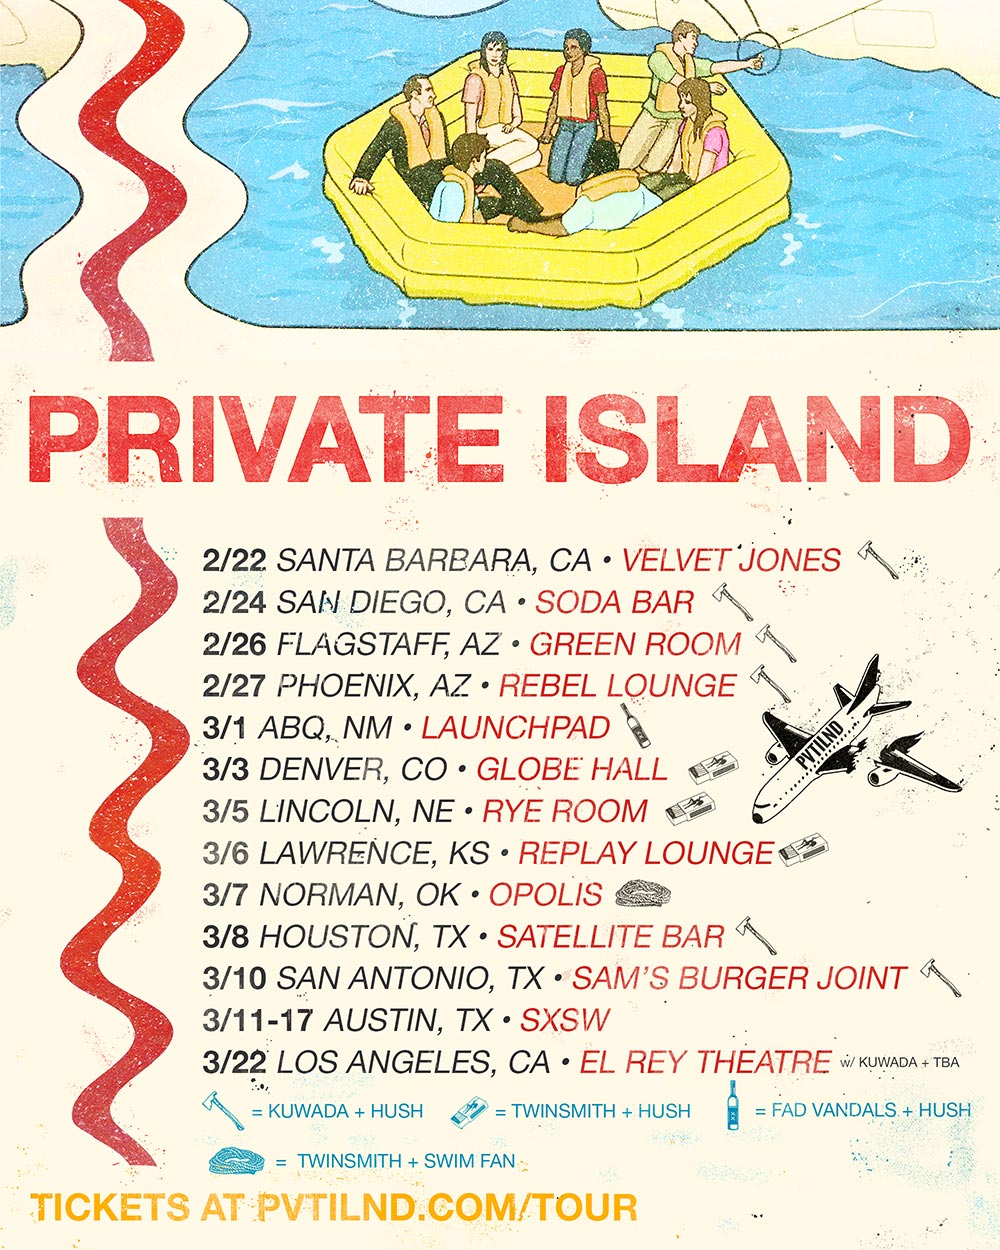 PRIVATE ISLAND
2/22 SANTA BARBARA, CA • VELVET JONES
2/24 SAN DIEGO, CA • SODA BAR
2/26 FLAGSTAFF, AZ • GREEN ROOM
2/27 PHOENIX, AZ • REBEL LOUNGE
3/1 ABQ, NM • LAUNCHPAD
PVTILND
3/3 DENVER, CO • GLOBE HALL
3/5 LINCOLN, NE • RYE ROOM
3/6 LAWRENCE, KS • REPLAY LOUNGE
3/7 NORMAN, OK • OPOLIS
3/8 HOUSTON, TX • SATELLITE BAR
3/10 SAN ANTONIO, TX • SAM'S BURGER JOINT
3/11-17 AUSTIN, TX • SXSW
3/22 LOS ANGELES, CA • EL REY THEATRE w/ KUWADA + TBA
= KUWADA + HUSH = TWINSMITH + HUSH = FAD VANDALS + HUSH
= TWINSMITH + SWIM FAN
TICKETS AT PVTILND.COM/TOUR